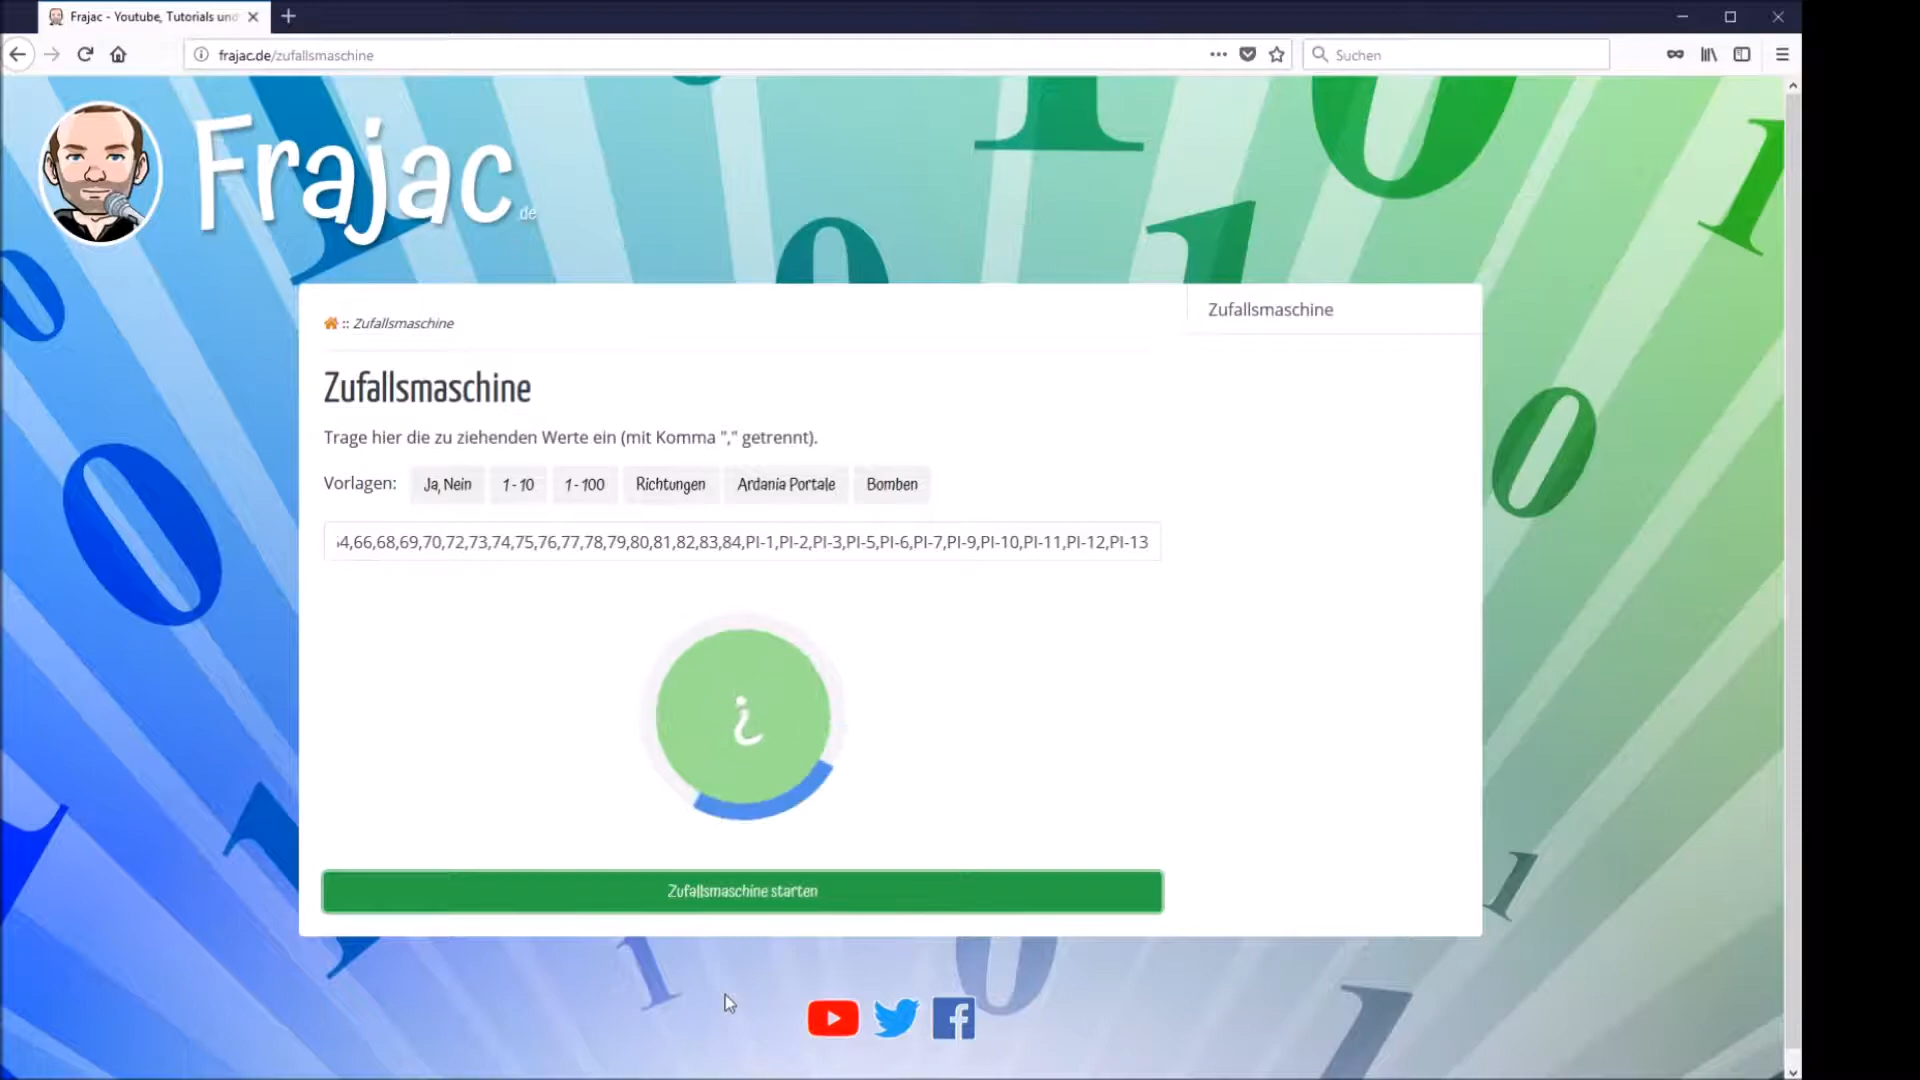 Frajac - Youtube, Tutorials und
frajac.de/zufallsmaschine
Suchen
Frajac
.de
:: Zufallsmaschine
Zufallsmaschine
Zufallsmaschine
Trage hier die zu ziehenden Werte ein (mit Komma "," getrennt).
Vorlagen: Ja, Nein 1 - 10 1 - 100 Richtungen Ardania Portale Bomben
4,66,68,69,70,72,73,74,75,76,77,78,79,80,81,82,83,84,PI-1,PI-2,PI-3,PI-5,PI-6,PI-7,PI-9,PI-10,PI-11,PI-12,PI-13
¿
Zufallsmaschine starten